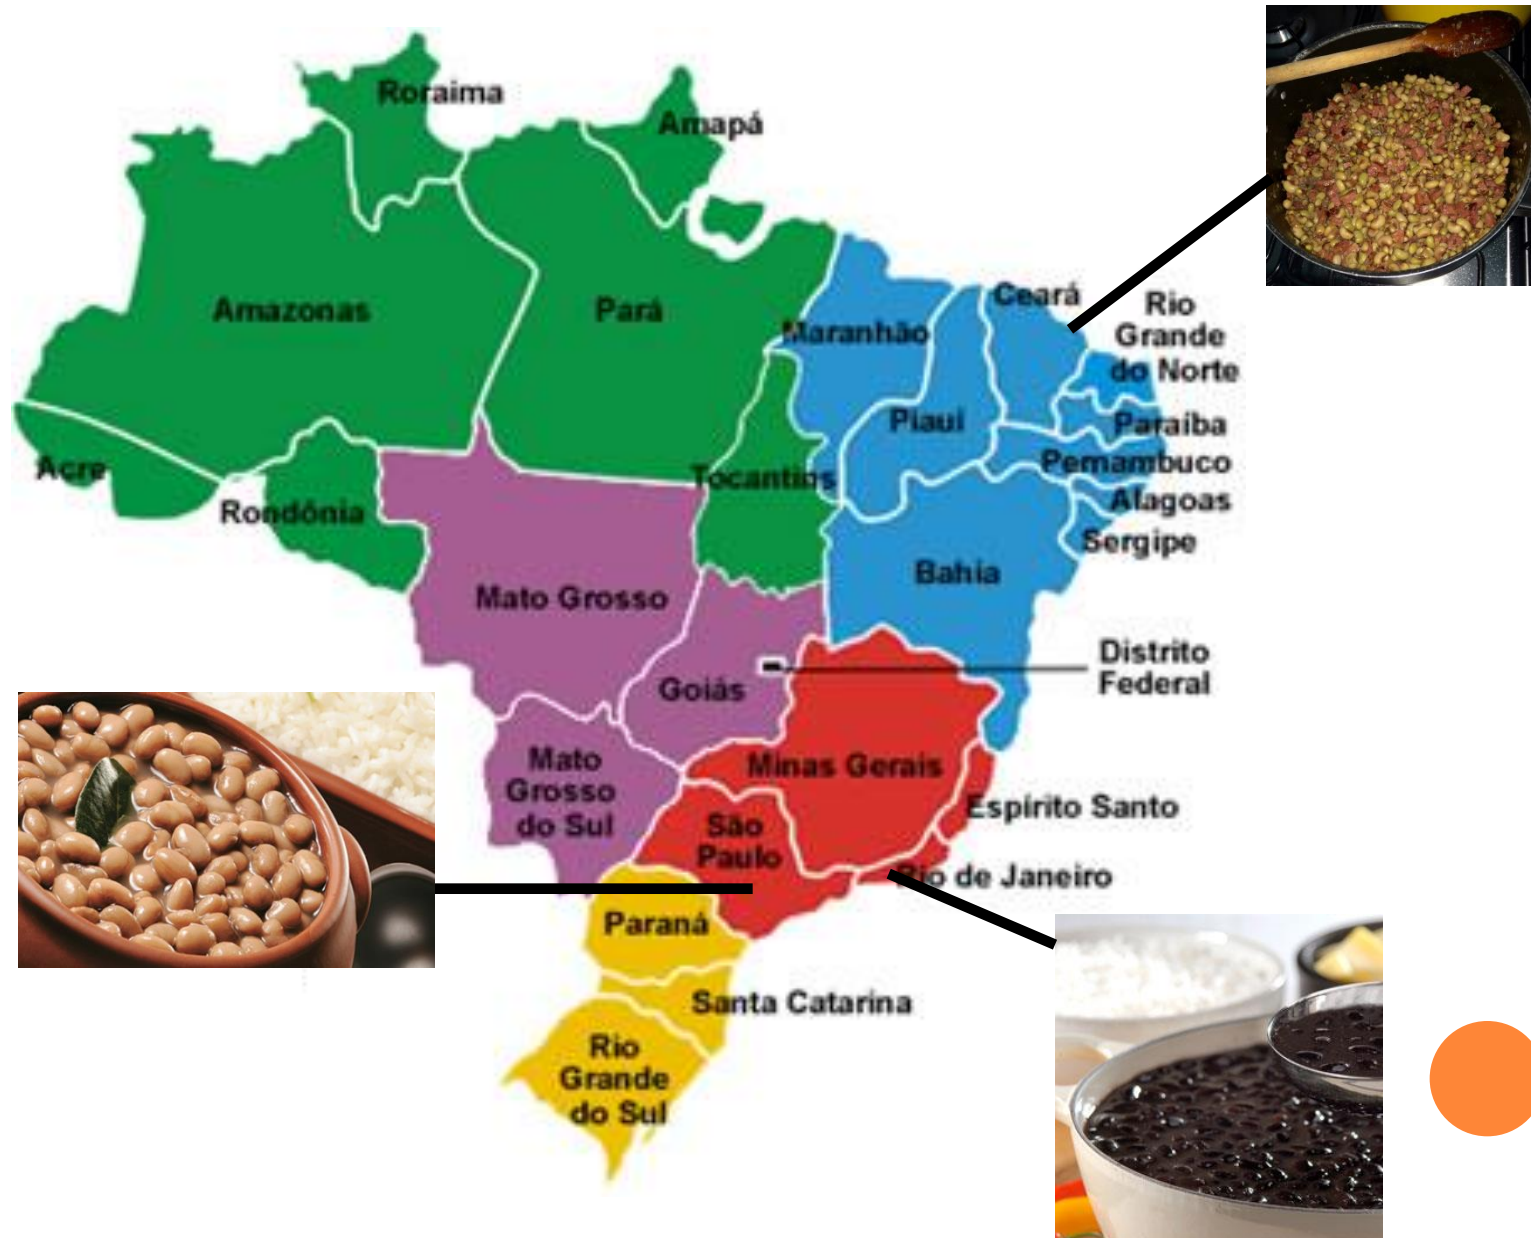 Roraima
Amapá
Amazonas
Pará
Maranhão
Ceará
Rio
Grande
do Norte
Piaui
Paraíba
Pernambuco
Alagoas
Sergipe
Acre
Rondônia
Tocantins
Bahia
Mato Grosso
Goiás
Distrito
Federal
Mato
Grosso
do Sul
Minas Gerais
Espírito Santo
São
Paulo
Rio de Janeiro
Paraná
Santa Catarina
Rio
Grande
do Sul